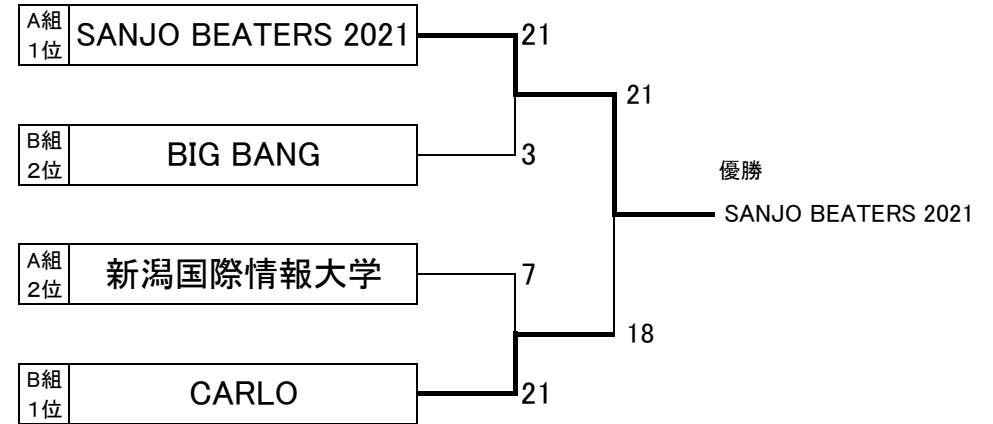 A組
1位
SANJO BEATERS 2021
21
21
B組
2位
BIG BANG
3
優勝
SANJO BEATERS 2021
A組
2位
新潟国際情報大学
7
18
B組
1位
CARLO
21